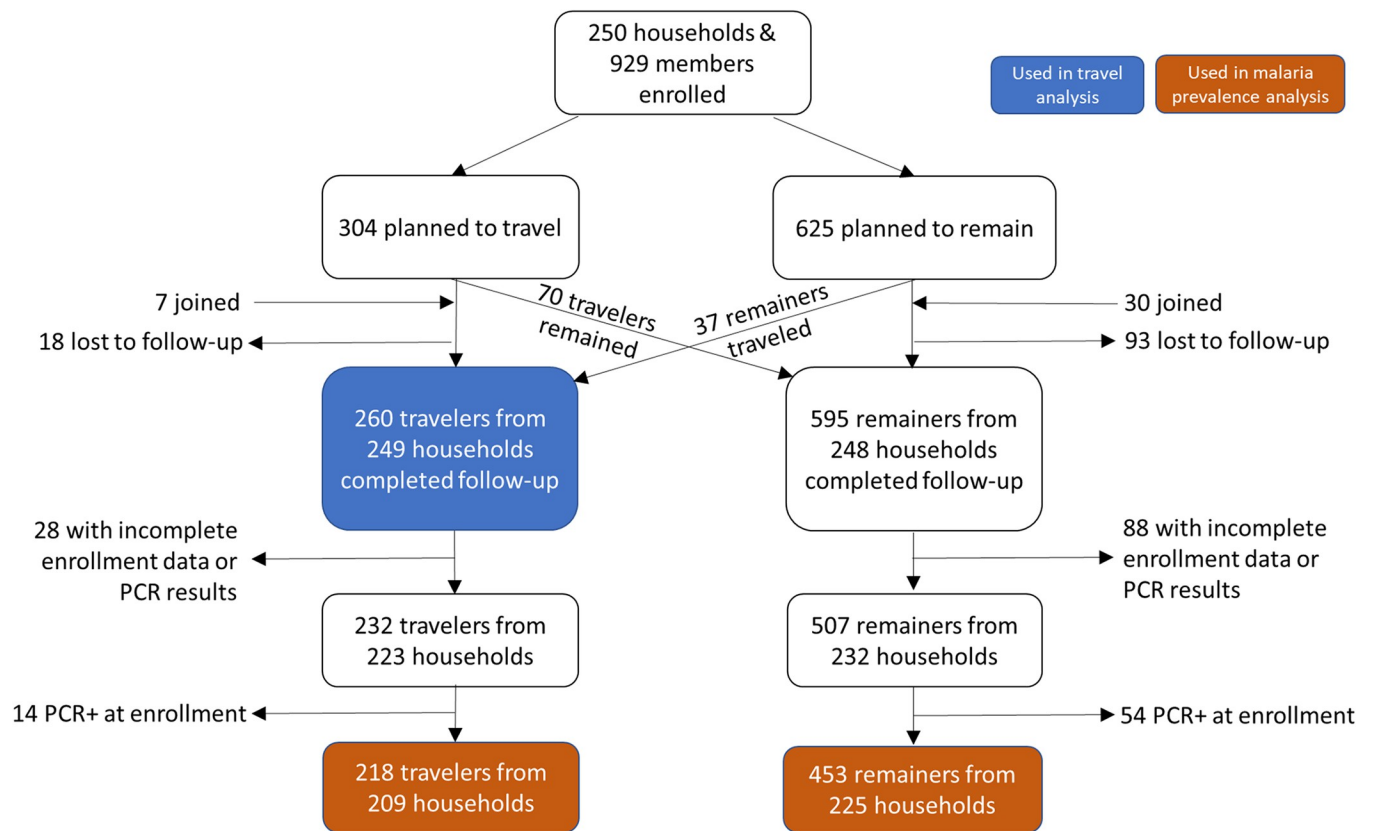 250 households &
929 members
enrolled
Used in travel
analysis
Used in malaria
prevalence analysis
304 planned to travel
625 planned to remain
7 joined
18 lost to follow-up
70 travelers
remained
37 remainers
traveled
30 joined
93 lost to follow-up
260 travelers from
249 households
completed follow-up
595 remainers from
248 households
completed follow-up
28 with incomplete
enrollment data or
PCR results
88 with incomplete
enrollment data or
PCR results
232 travelers from
223 households
507 remainers from
232 households
14 PCR+ at enrollment
54 PCR+ at enrollment
218 travelers from
209 households
453 remainers from
225 households